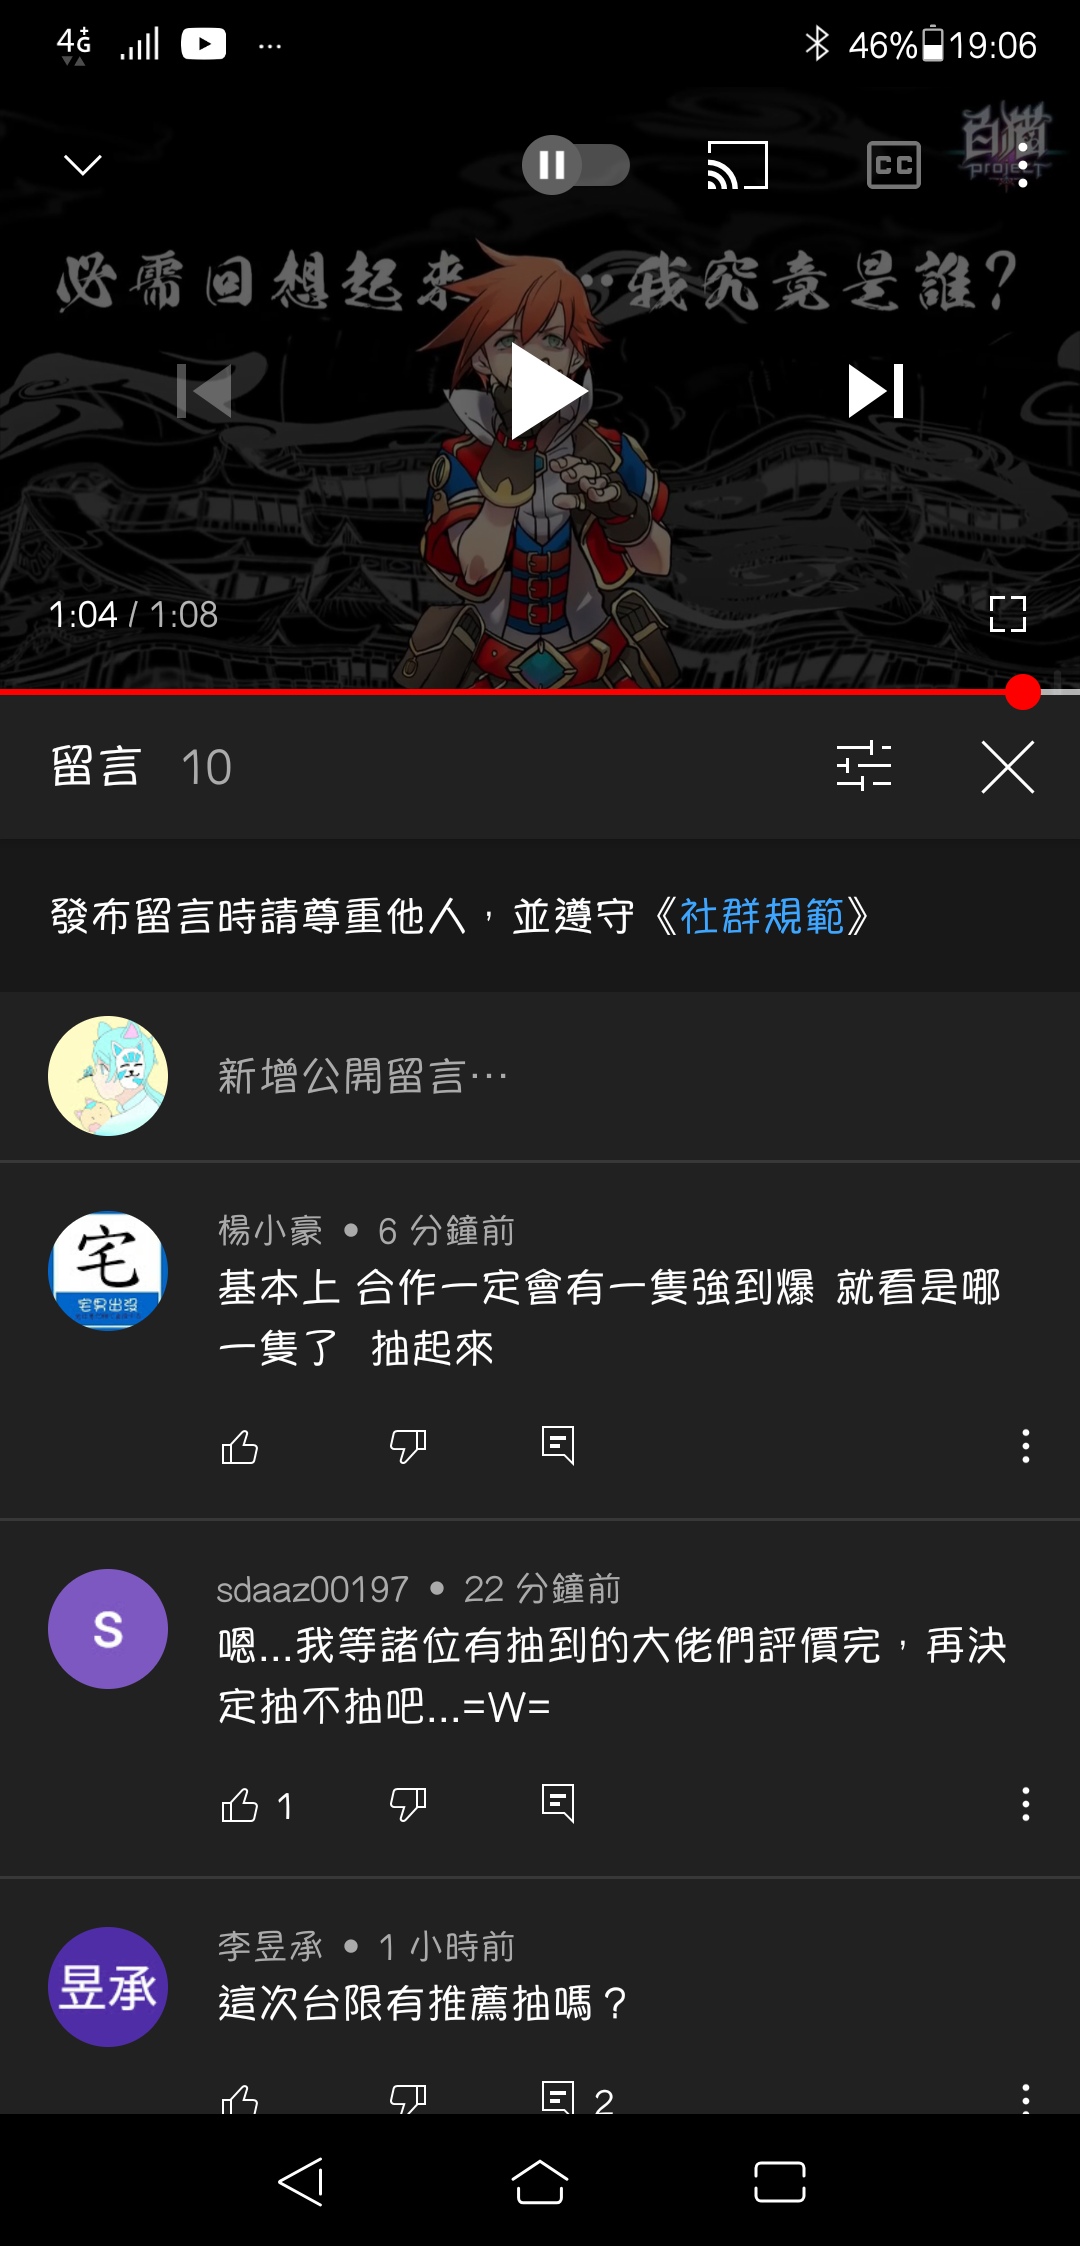 4G+ ... 46% 19:06
白猫
project
CC
必需回想起來‧‧‧我究竟是誰?
1:04 / 1:08
留言 10
發布留言時請尊重他人，並遵守《社群規範》
新增公開留言…
宅
宅男出沒
楊小豪 • 6 分鐘前
基本上 合作一定會有一隻強到爆 就看是哪
一隻了 抽起來
S
sdaaz00197 • 22 分鐘前
嗯...我等諸位有抽到的大佬們評價完，再決
定抽不抽吧...=W=
1
昱承
李昱承 • 1 小時前
這次台限有推薦抽嗎？
2